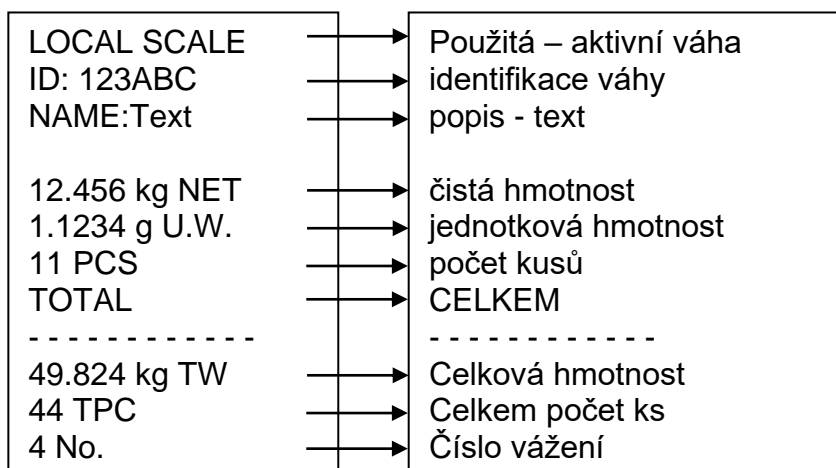 LOCAL SCALE
ID: 123ABC
NAME:Text
12.456 kg NET
1.1234 g U.W.
11 PCS
TOTAL
- - - - - - - - - - - -
49.824 kg TW
44 TPC
4 No.
Použitá – aktivní váha
identifikace váhy
popis - text
čistá hmotnost
jednotková hmotnost
počet kusů
CELKEM
- - - - - - - - - - - -
Celková hmotnost
Celkem počet ks
Číslo vážení